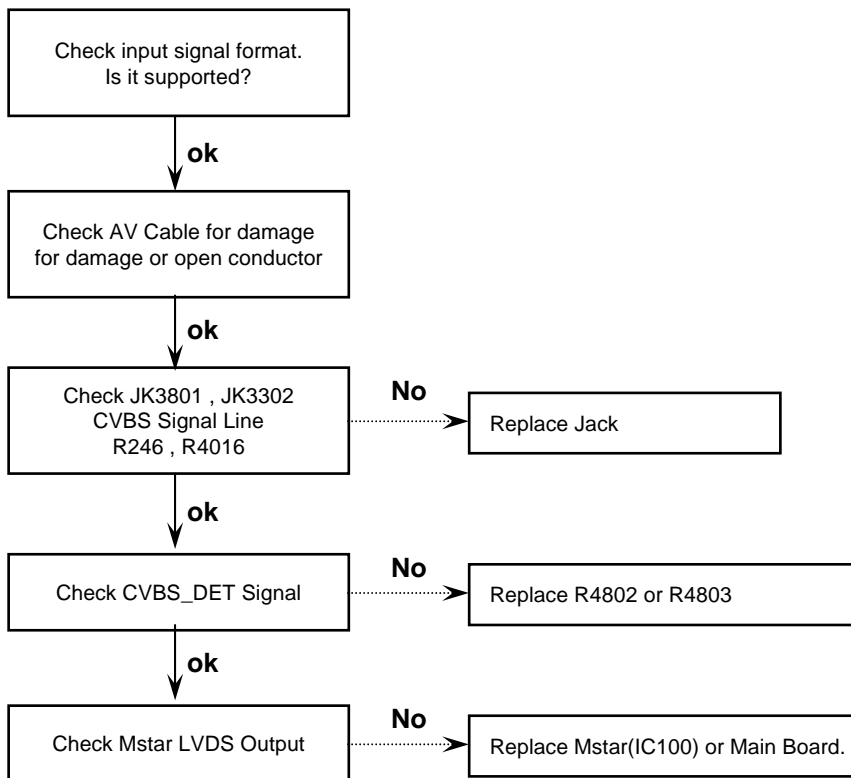 Check input signal format.
Is it supported?
ok
Check AV Cable for damage
for damage or open conductor
ok
Check JK3801 , JK3302
CVBS Signal Line
R246 , R4016
No
Replace Jack
ok
Check CVBS_DET Signal
No
Replace R4802 or R4803
ok
Check Mstar LVDS Output
No
Replace Mstar(IC100) or Main Board.